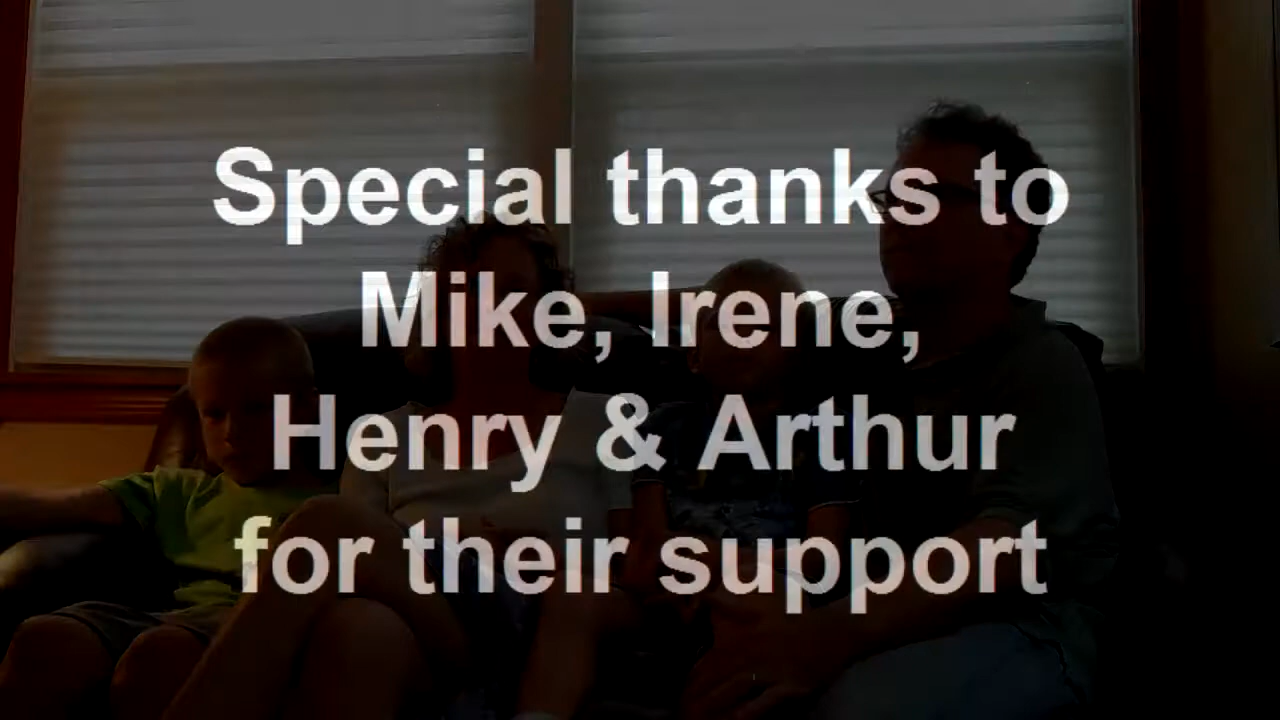 Special thanks to
Mike, Irene,
Henry & Arthur
for their support